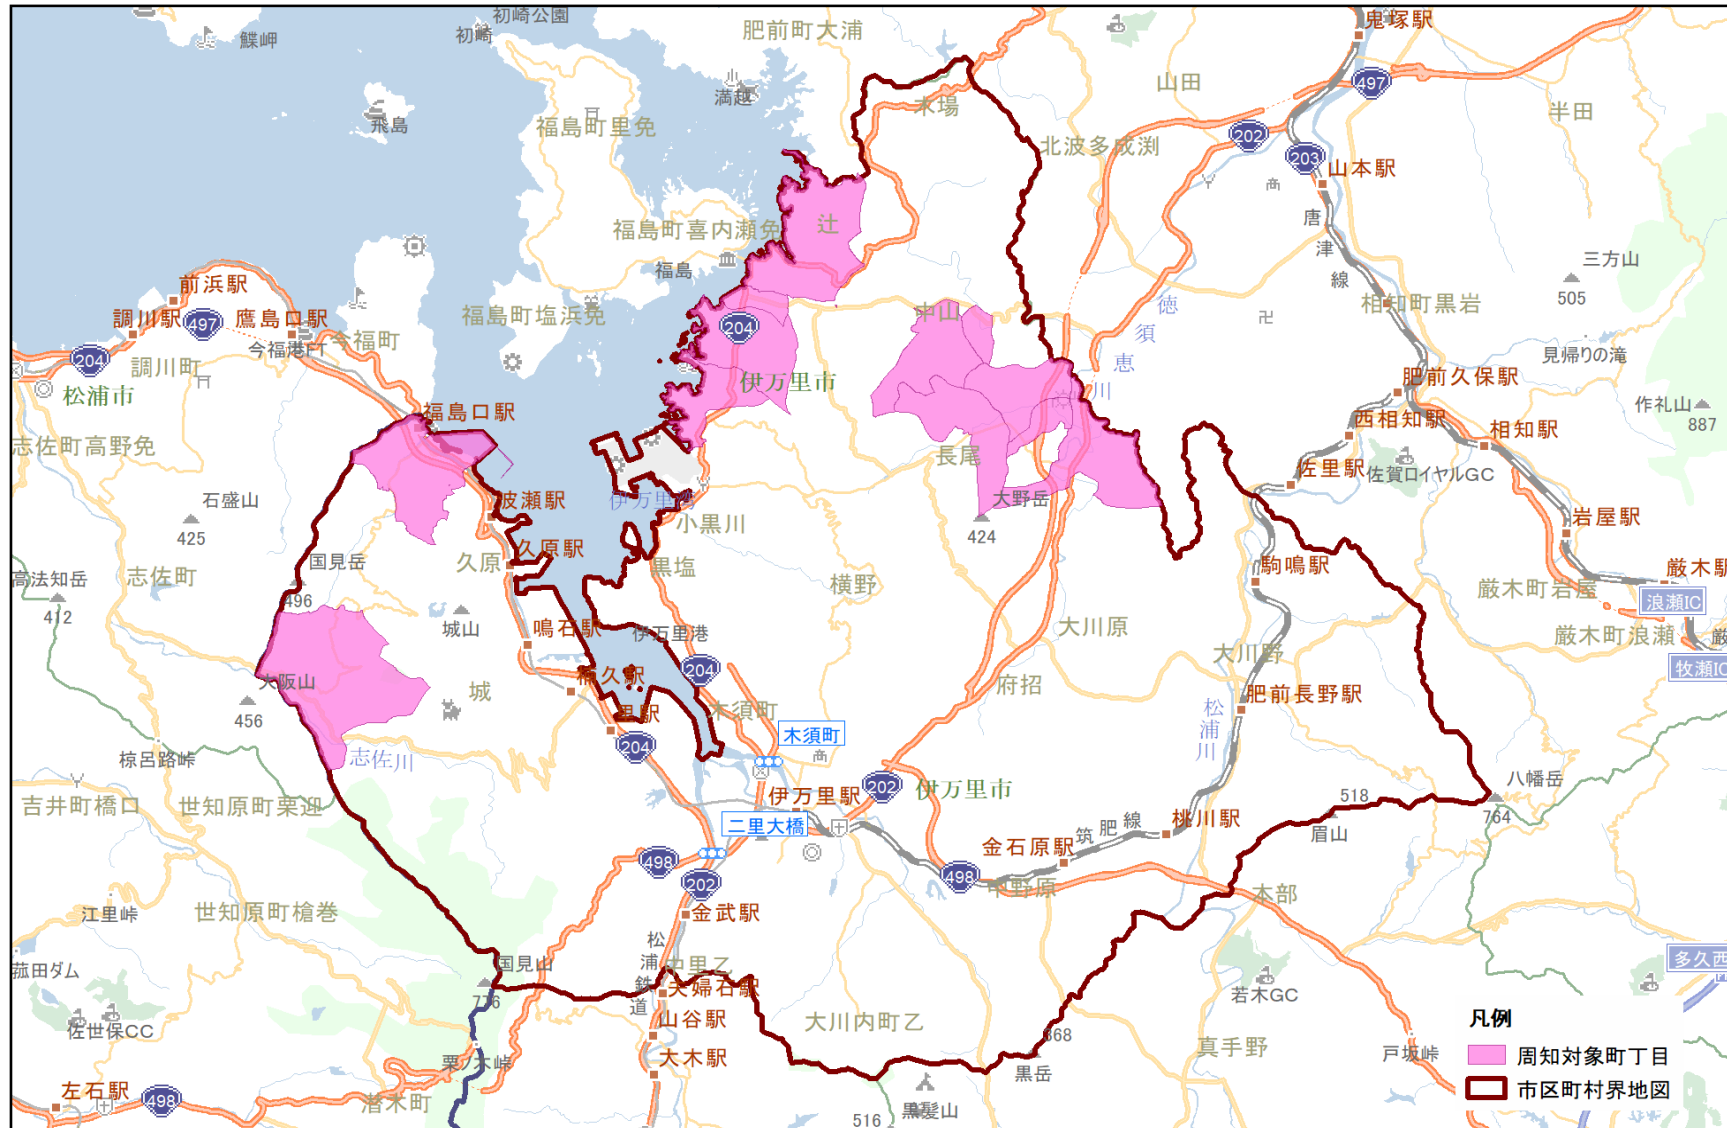 初崎公園
鰈岬
初崎
肥前町大浦
鬼塚駅
497
山田
満越
木場
半田
飛島
福島町里免
202
北波多成渕
203
山本駅
唐
津
線
辻
福島町喜内瀬免
福島
三方山
505
前浜駅
徳
須
恵
川
相知町黒岩
調川駅
497
鷹島口駅
福島町塩浜免
204
中山
今福町
今福港FT
204
調川町
見帰りの滝
松浦市
伊万里市
肥前久保駅
作礼山
887
福島口駅
西相知駅
相知駅
志佐町高野免
長尾
佐里駅
佐賀ロイヤルGC
石盛山
425
波瀬駅
大野岳
424
小黒川
岩屋駅
久原駅
国見岳
496
久原
黒塩
駒鳴駅
厳木駅
志佐町
高法知岳
412
横野
厳木町岩屋
浪瀬IC
城山
鳴石駅
伊万里港
大川原
厳木町浪瀬
大川野
204
牧瀬IC
大阪山
456
城
楠久駅
府招
肥前長野駅
木須町
里駅
松
浦
川
木須町
204
志佐川
椋呂路峠
八幡岳
764
吉井町橋口
世知原町栗迎
伊万里駅
202
伊万里市
518
眉山
二里大橋
筑
肥
線
桃川駅
金石原駅
498
498
202
中野原
本部
江里峠
世知原町槍巻
金武駅
松
浦
鉄
道
菰田ダム
国見山
776
中里乙
夫婦石駅
多久西
若木GC
佐世保CC
山谷駅
大川内町乙
868
黒岳
真手野
戸坂峠
栗ノ木峠
大木駅
左石駅
498
潜木町
516
黒髪山
凡例
周知対象町丁目
市区町村界地図